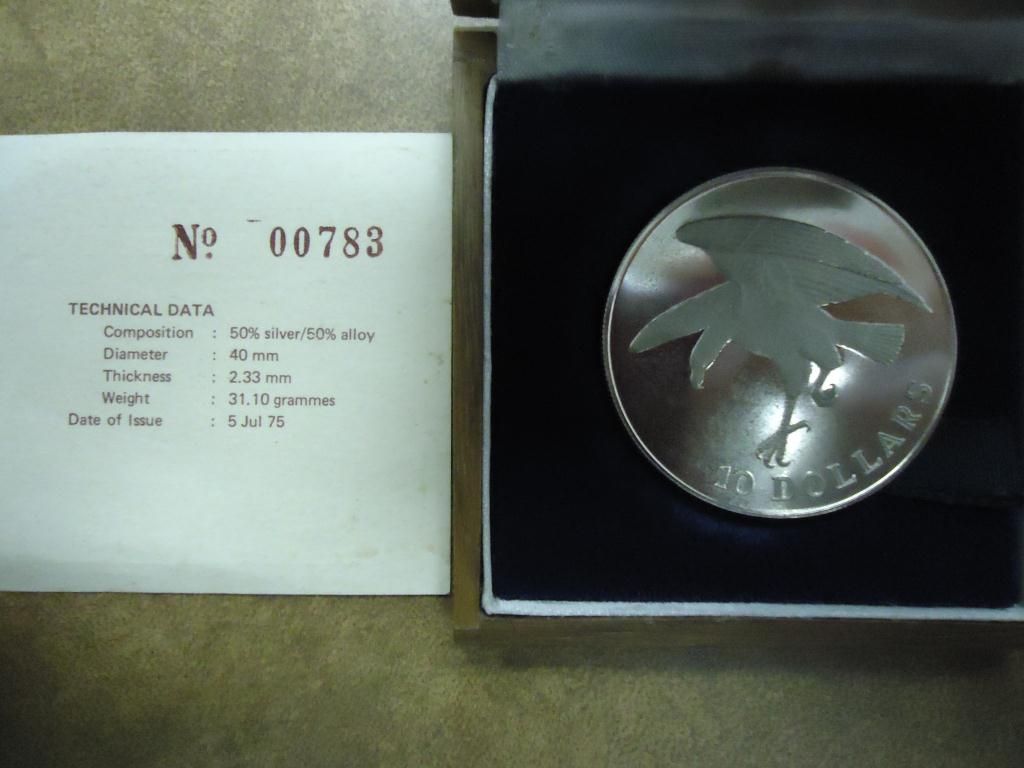 Nº 00783
TECHNICAL DATA
Composition : 50% silver/50% alloy
Diameter : 40 mm
Thickness : 2.33 mm
Weight : 31.10 grammes
Date of Issue : 5 Jul 75
10 DOLLARS